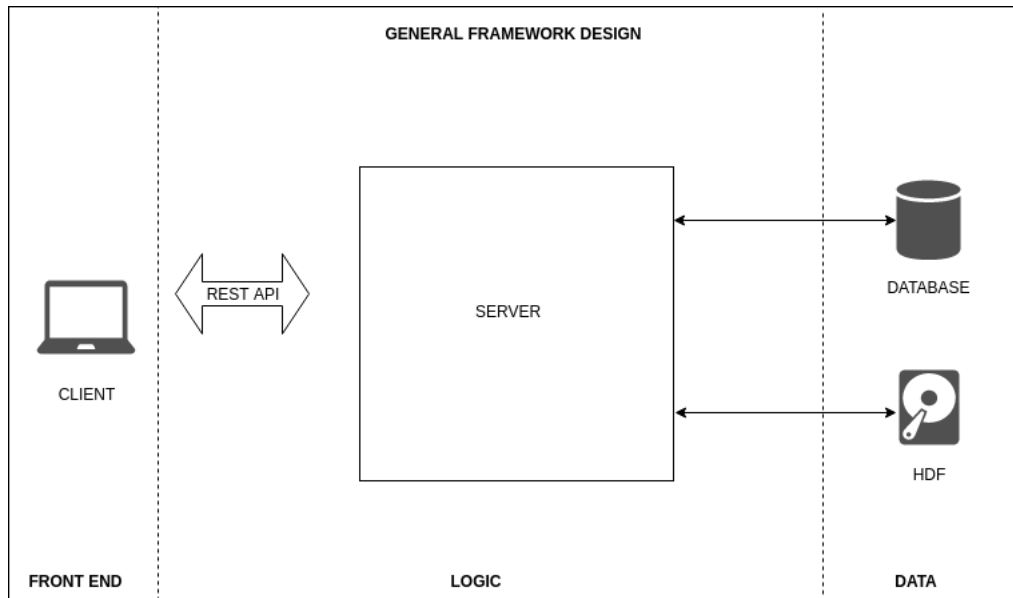 GENERAL FRAMEWORK DESIGN
REST API
SERVER
DATABASE
CLIENT
HDF
FRONT END
LOGIC
DATA